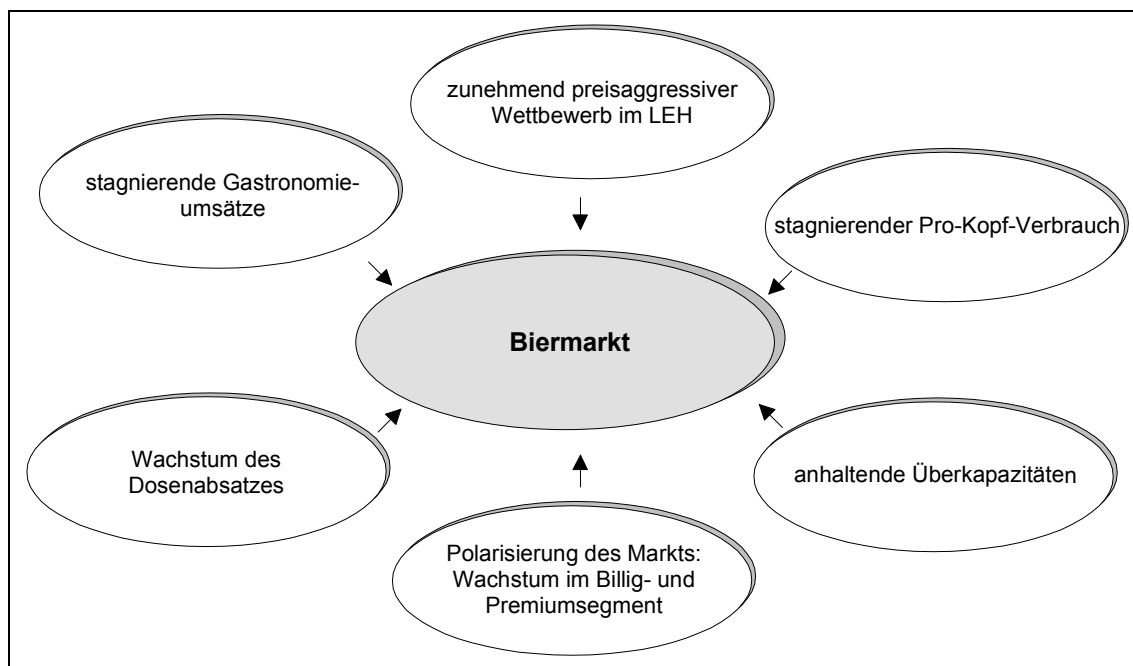 zunehmend preisaggressiver
Wettbewerb im LEH
stagnierende Gastronomie-
umsätze
stagnierender Pro-Kopf-Verbrauch
Biermarkt
Wachstum des
Dosenabsatzes
anhaltende Überkapazitäten
Polarisierung des Markts:
Wachstum im Billig- und
Premiumsegment